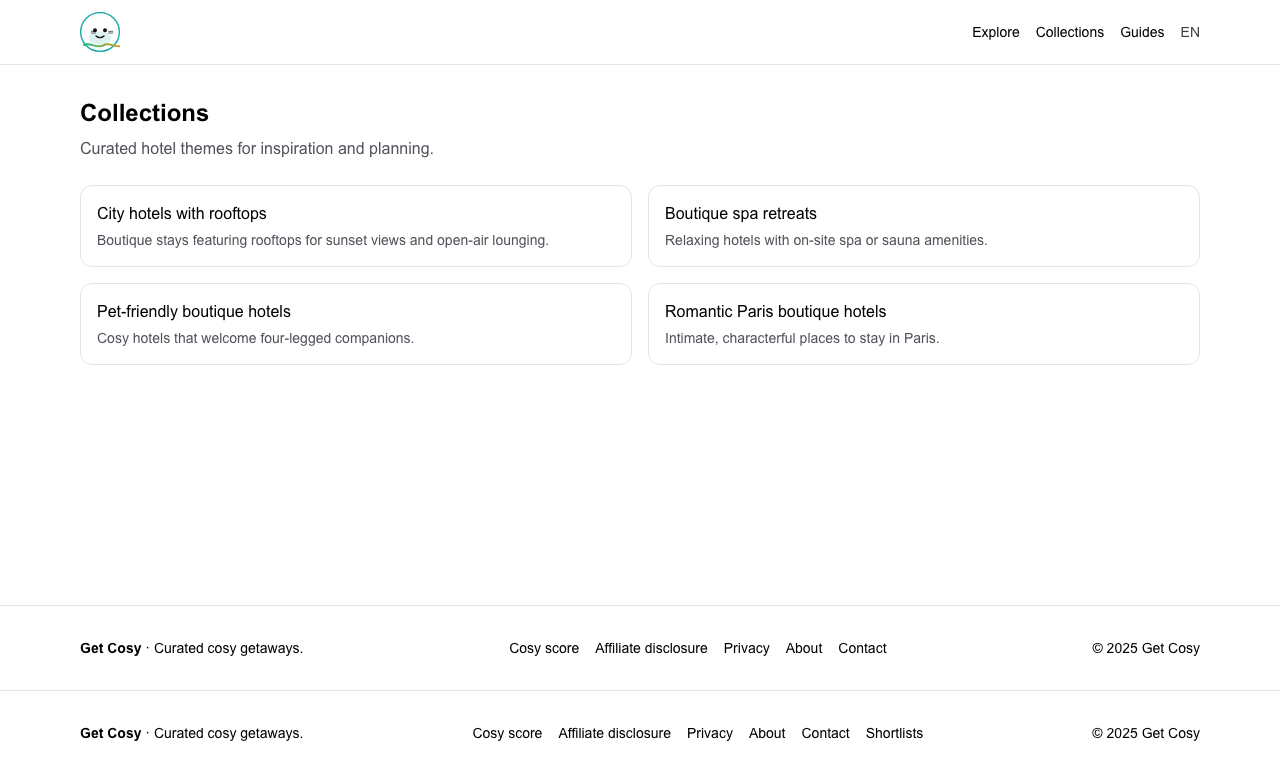 Explore Collections Guides EN
Collections
Curated hotel themes for inspiration and planning.
City hotels with rooftops
Boutique stays featuring rooftops for sunset views and open-air lounging.
Boutique spa retreats
Relaxing hotels with on-site spa or sauna amenities.
Pet-friendly boutique hotels
Cosy hotels that welcome four-legged companions.
Romantic Paris boutique hotels
Intimate, characterful places to stay in Paris.
Get Cosy · Curated cosy getaways. Cosy score Affiliate disclosure Privacy About Contact © 2025 Get Cosy
Get Cosy · Curated cosy getaways. Cosy score Affiliate disclosure Privacy About Contact Shortlists © 2025 Get Cosy